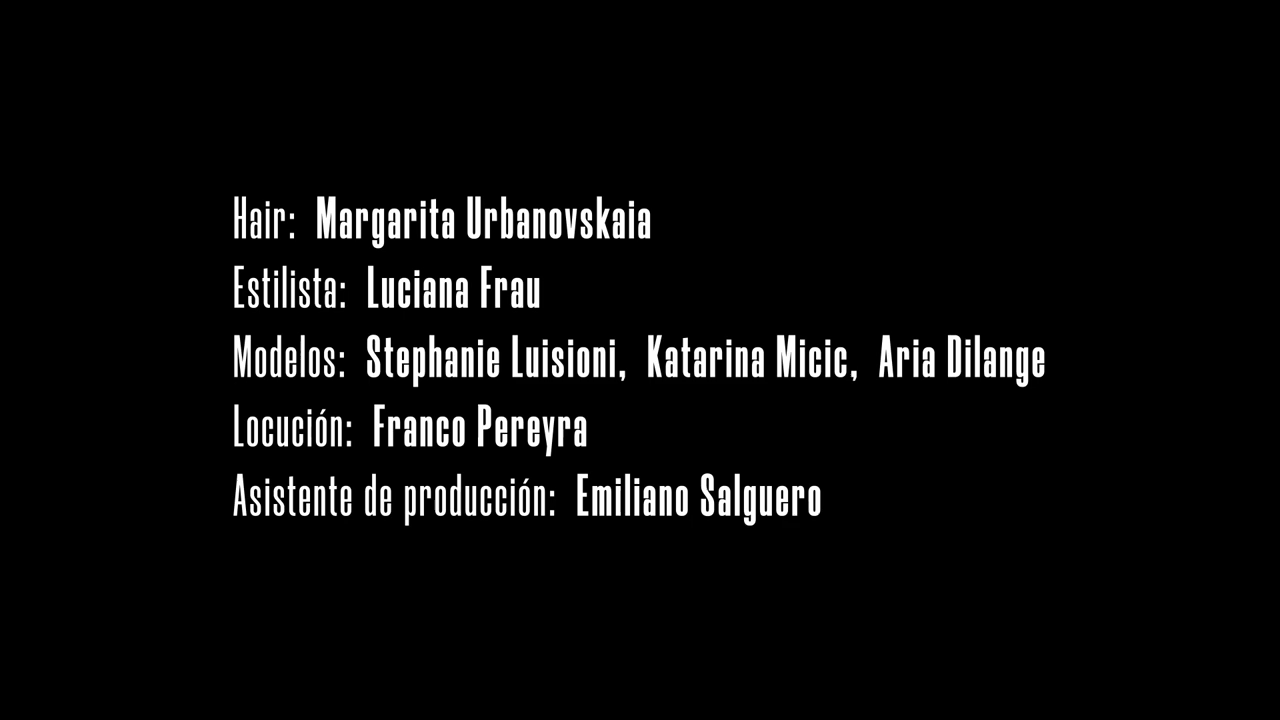 Hair: Margarita Urbanovskaia
Estilista: Luciana Frau
Modelos: Stephanie Luisioni, Katarina Micic, Aria Dilange
Locución: Franco Pereyra
Asistente de producción: Emiliano Salguero